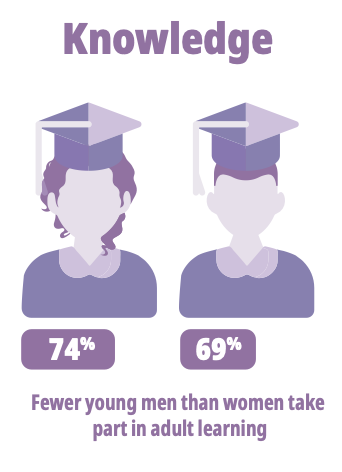 Knowledge
74% 69%
Fewer young men than women take
part in adult learning